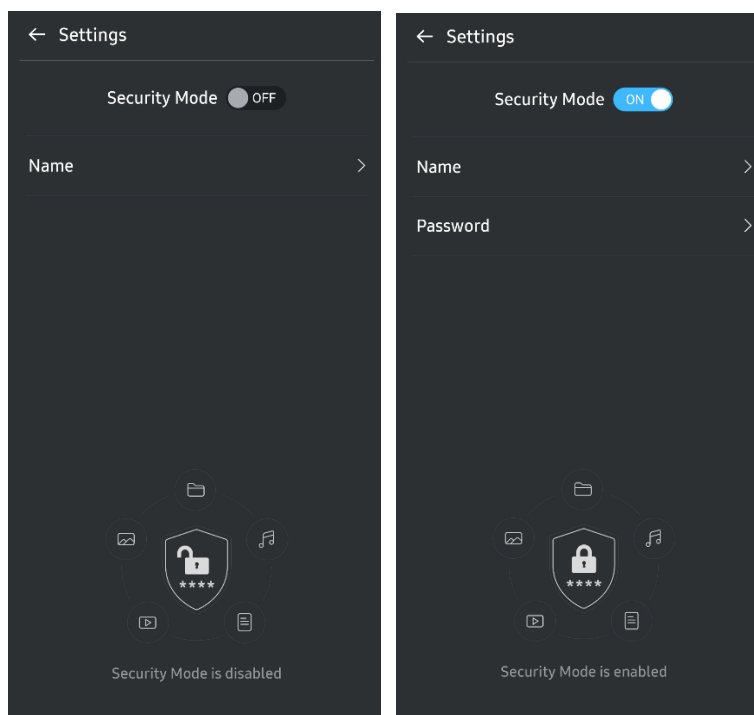 Settings
Security Mode OFF
Name
****
Security Mode is disabled
Settings
Security Mode ON
Name
Password
****
Security Mode is enabled